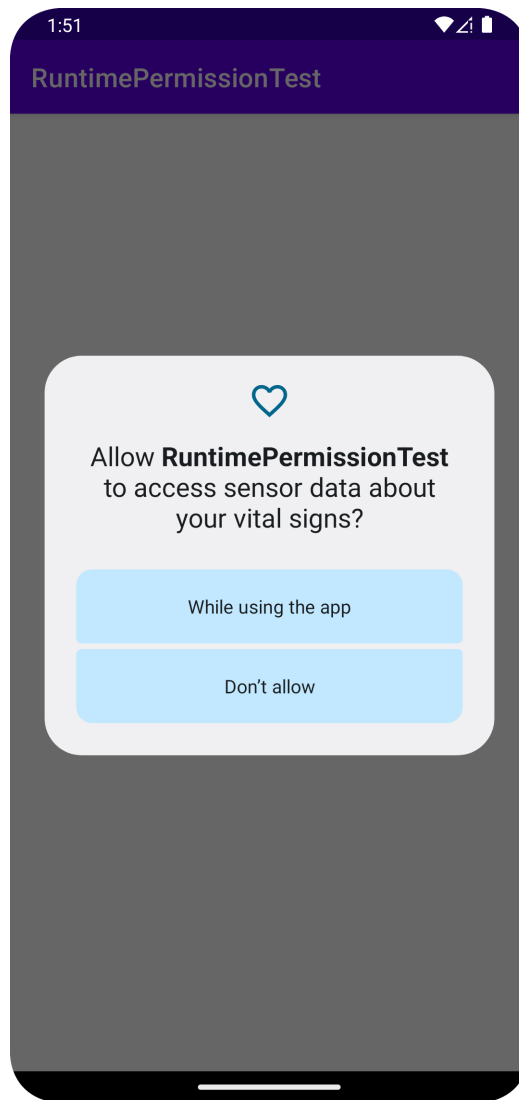 1:51
RuntimePermissionTest
Allow RuntimePermissionTest
to access sensor data about
your vital signs?
While using the app
Don’t allow